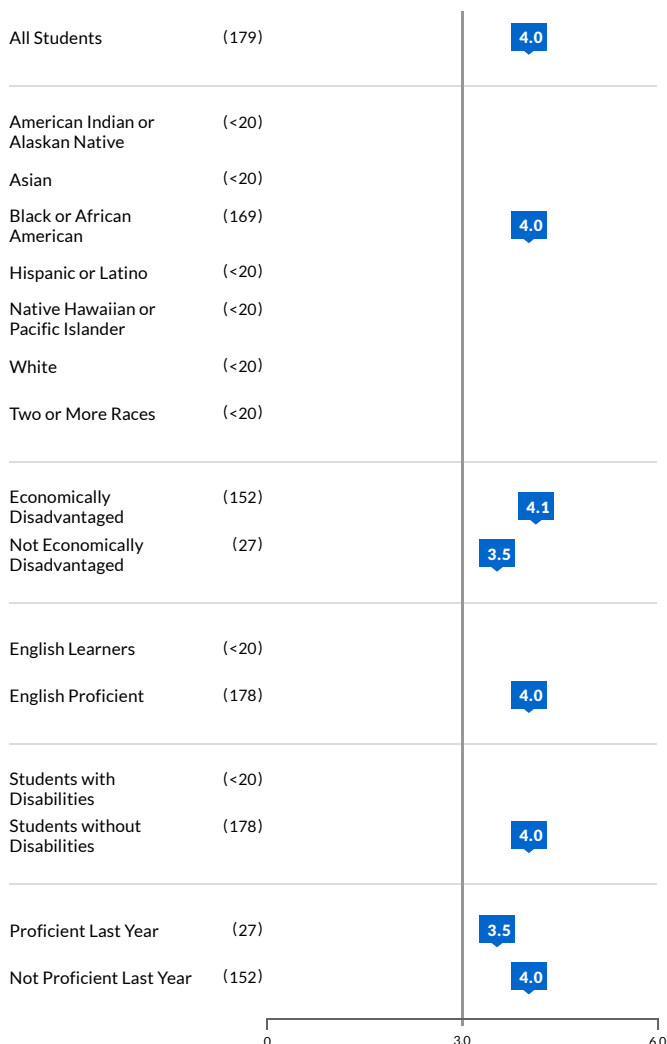 All Students (179) 4.0
American Indian or (<20)
Alaskan Native
Asian (<20)
Black or African (169) 4.0
American
Hispanic or Latino (<20)
Native Hawaiian or (<20)
Pacific Islander
White (<20)
Two or More Races (<20)
Economically (152) 4.1
Disadvantaged
Not Economically (27) 3.5
Disadvantaged
English Learners (<20)
English Proficient (178) 4.0
Students with (<20)
Disabilities
Students without (178) 4.0
Disabilities
Proficient Last Year (27) 3.5
Not Proficient Last Year (152) 4.0
0 3.0 6.0